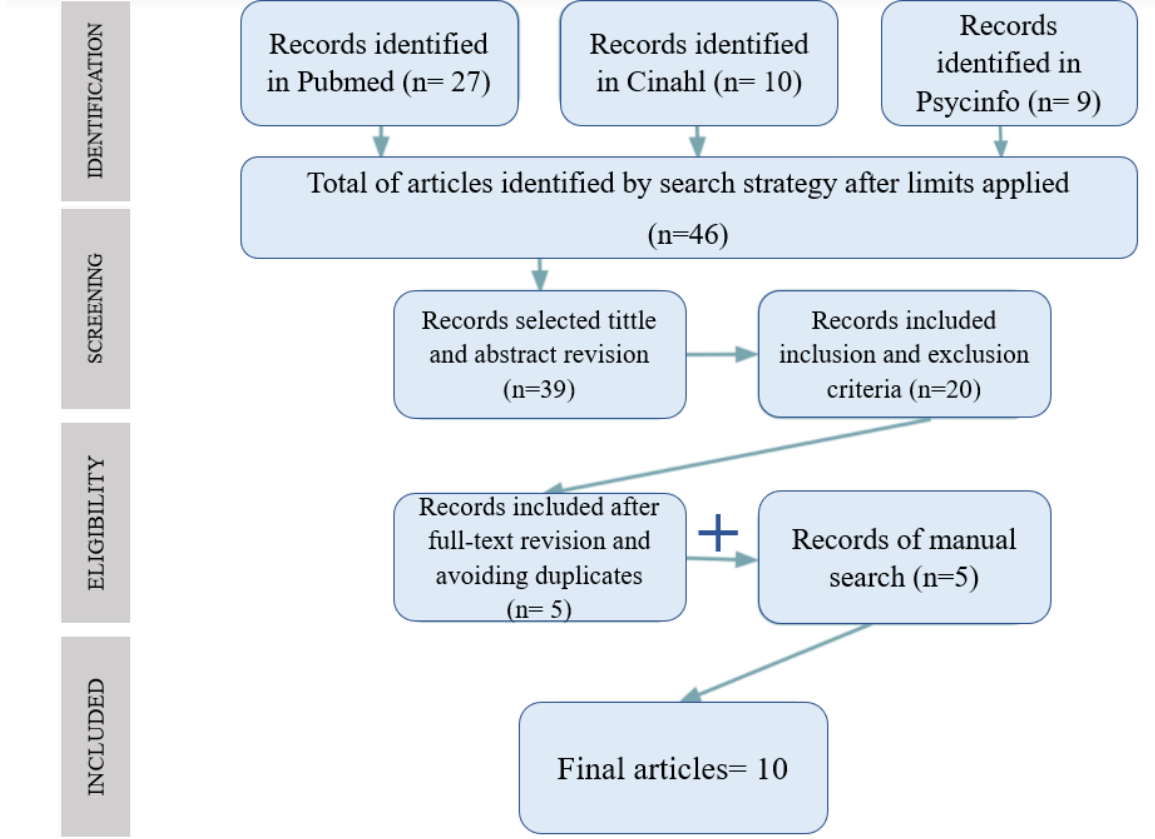 IDENTIFICATION
Records identified
in Pubmed (n= 27)
Records identified
in Cinahl (n= 10)
Records
identified in
Psycinfo (n= 9)
Total of articles identified by search strategy after limits applied
(n=46)
SCREENING
Records selected tittle
and abstract revision
(n=39)
Records included
inclusion and exclusion
criteria (n=20)
ELIGIBILITY
Records included after
full-text revision and
avoiding duplicates
(n= 5)
+
Records of manual
search (n=5)
INCLUDED
Final articles= 10